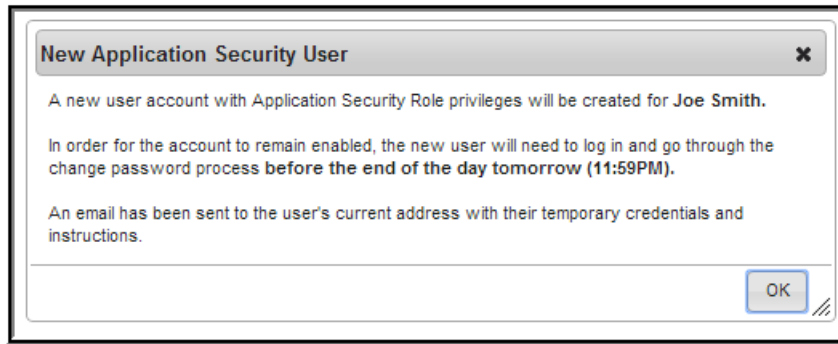 New Application Security User
A new user account with Application Security Role privileges will be created for Joe Smith.
In order for the account to remain enabled, the new user will need to log in and go through the
change password process before the end of the day tomorrow (11:59PM).
An email has been sent to the user's current address with their temporary credentials and
instructions.
OK